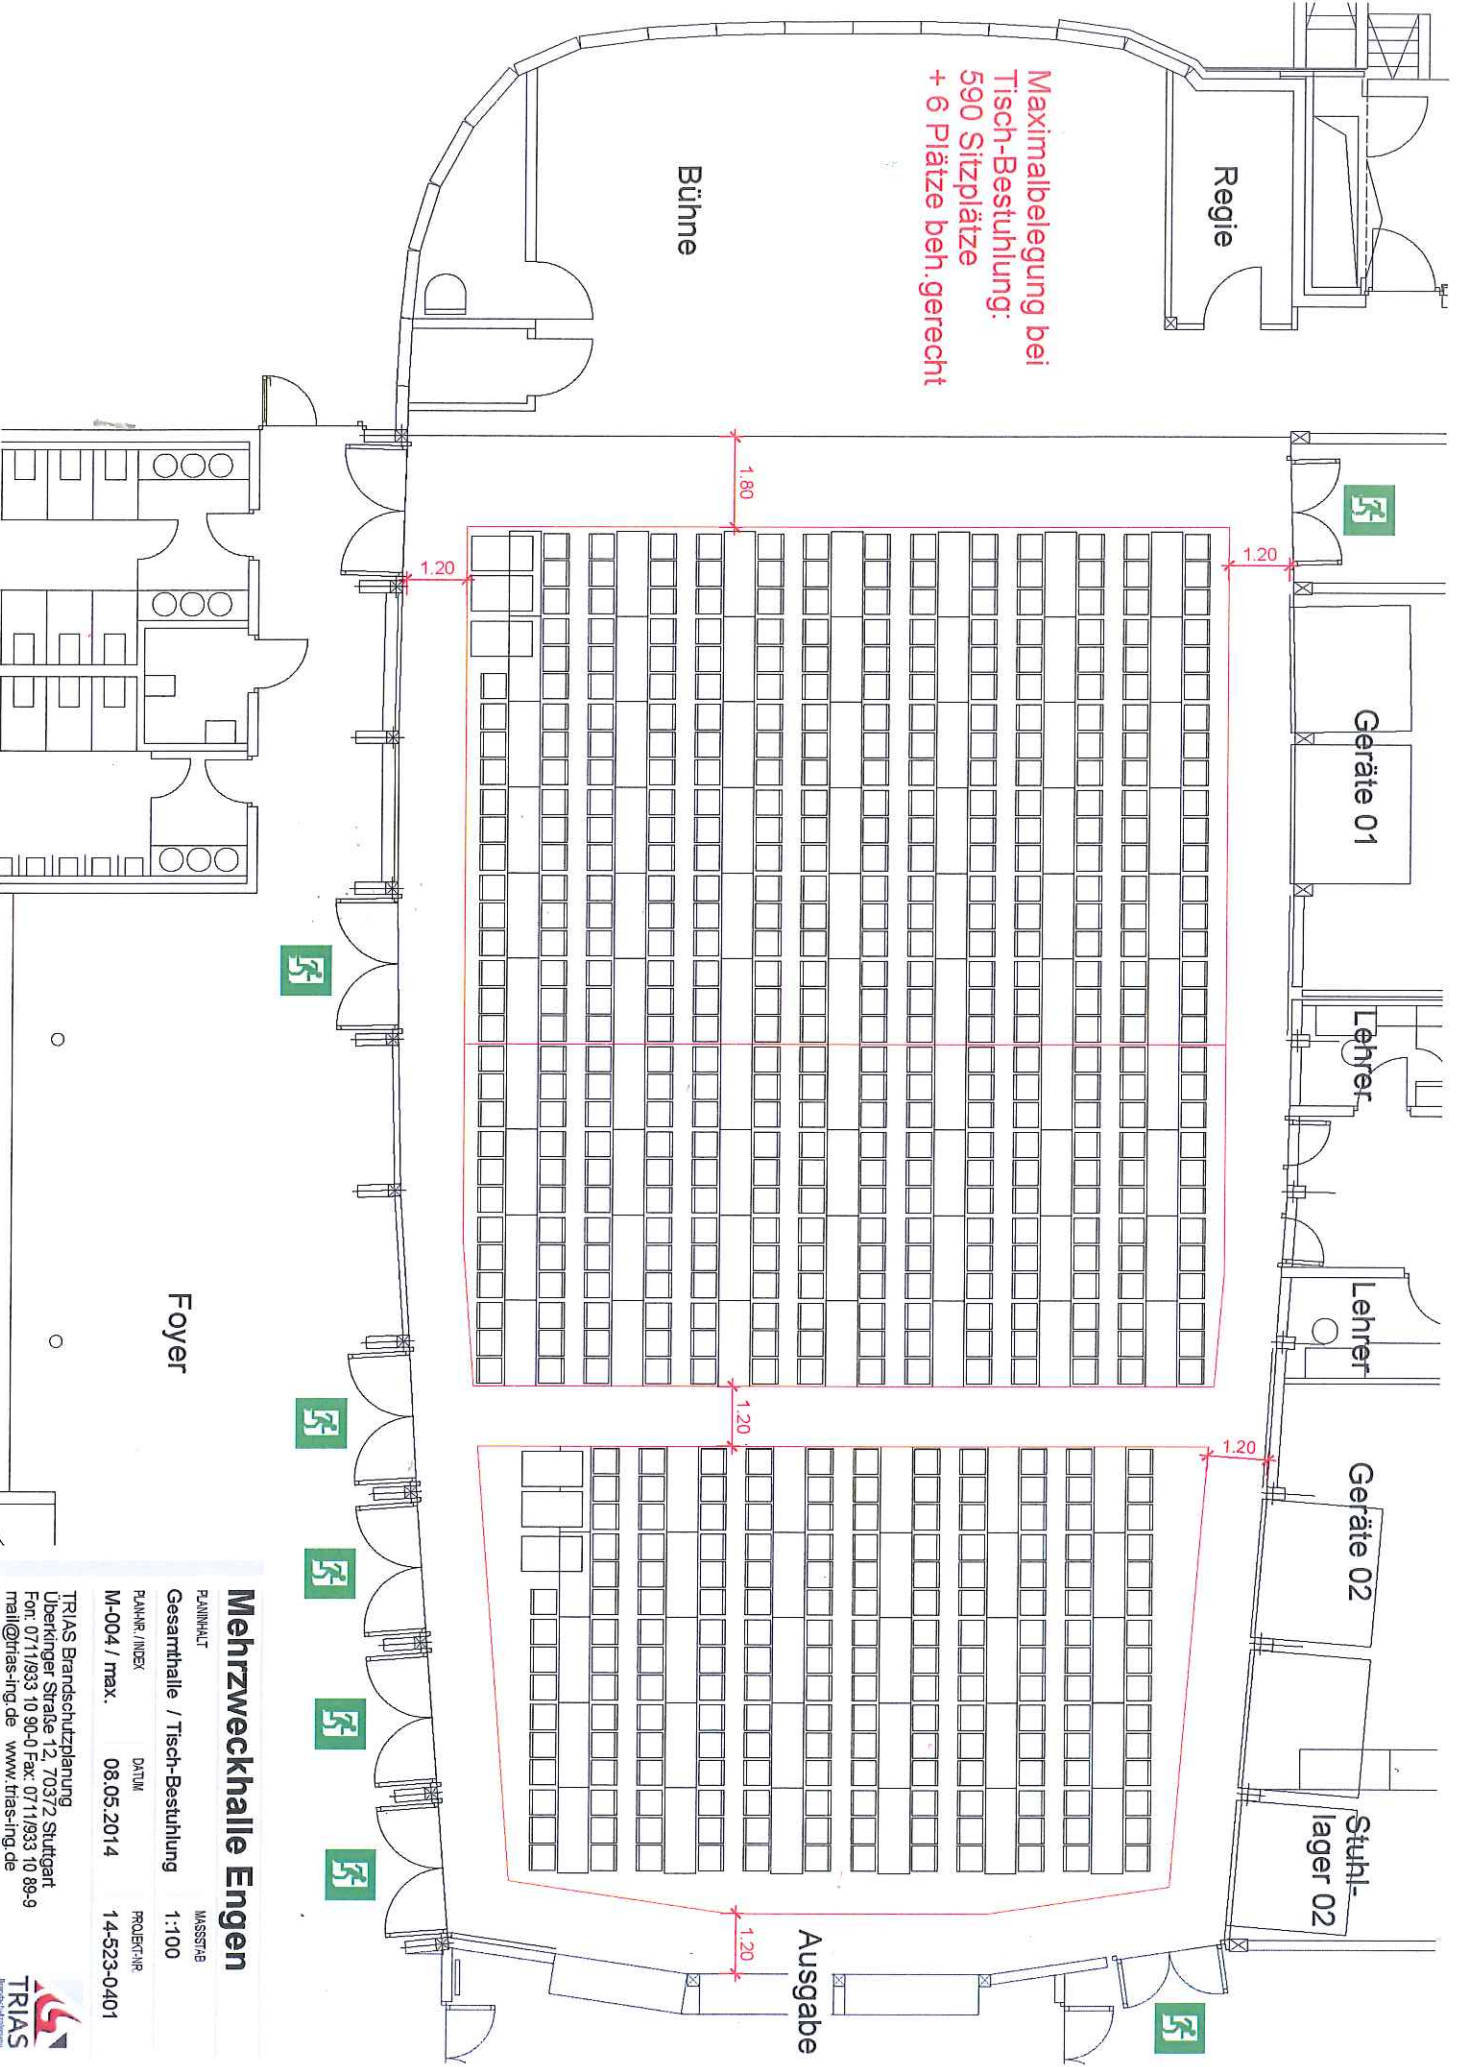 Maximalbelegung bei
Tisch-Bestuhlung:
590 Sitzplätze
+ 6 Plätze beh.gerecht
Regie
Bühne
1.80
1.20
1.20
Geräte 01
Lehrer
Lehrer
Geräte 02
Stuhl-
lager 02
1.20
1.20
1.20
Ausgabe
Foyer
Mehrzweckhalle Engen
PLANINHALT
MASSSTAB
Gesamthalle / Tisch-Bestuhlung
1:100
PLAN-NR. / INDEX
DATUM
PROJEKT-NR.
M-004 / max.
08.05.2014
14-523-0401
TRIAS Brandschutzplanung
Überkinger Straße 12, 70372 Stuttgart
Fon: 0711/933 10 90-0 Fax: 0711/933 10 89-9
mail@trias-ing.de www.trias-ing.de
TRIAS